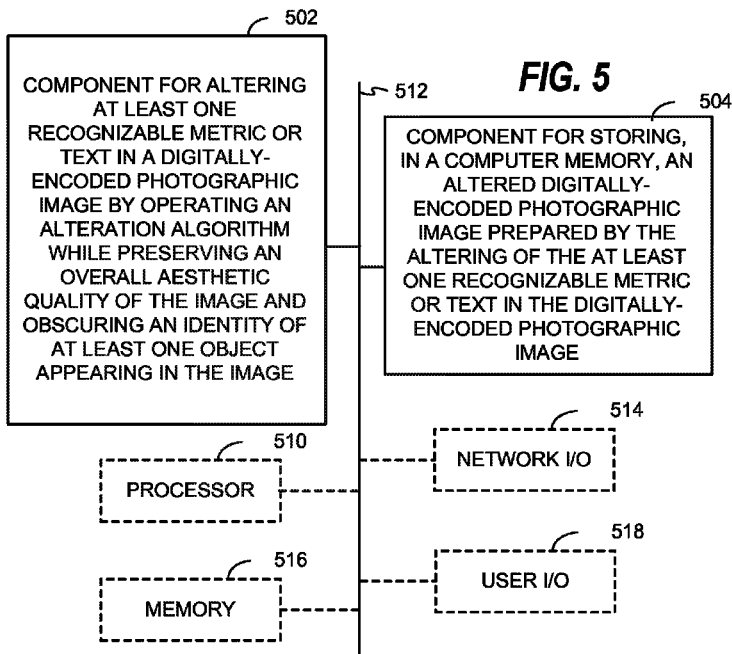 502
COMPONENT FOR ALTERING
AT LEAST ONE
RECOGNIZABLE METRIC OR
TEXT IN A DIGITALLY-
ENCODED PHOTOGRAPHIC
IMAGE BY OPERATING AN
ALTERATION ALGORITHM
WHILE PRESERVING AN
OVERALL AESTHETIC
QUALITY OF THE IMAGE AND
OBSCURING AN IDENTITY OF
AT LEAST ONE OBJECT
APPEARING IN THE IMAGE
512
FIG. 5
504
COMPONENT FOR STORING,
IN A COMPUTER MEMORY, AN
ALTERED DIGITALLY-
ENCODED PHOTOGRAPHIC
IMAGE PREPARED BY THE
ALTERING OF THE AT LEAST
ONE RECOGNIZABLE METRIC
OR TEXT IN THE DIGITALLY-
ENCODED PHOTOGRAPHIC
IMAGE
510
PROCESSOR
514
NETWORK I/O
516
MEMORY
518
USER I/O